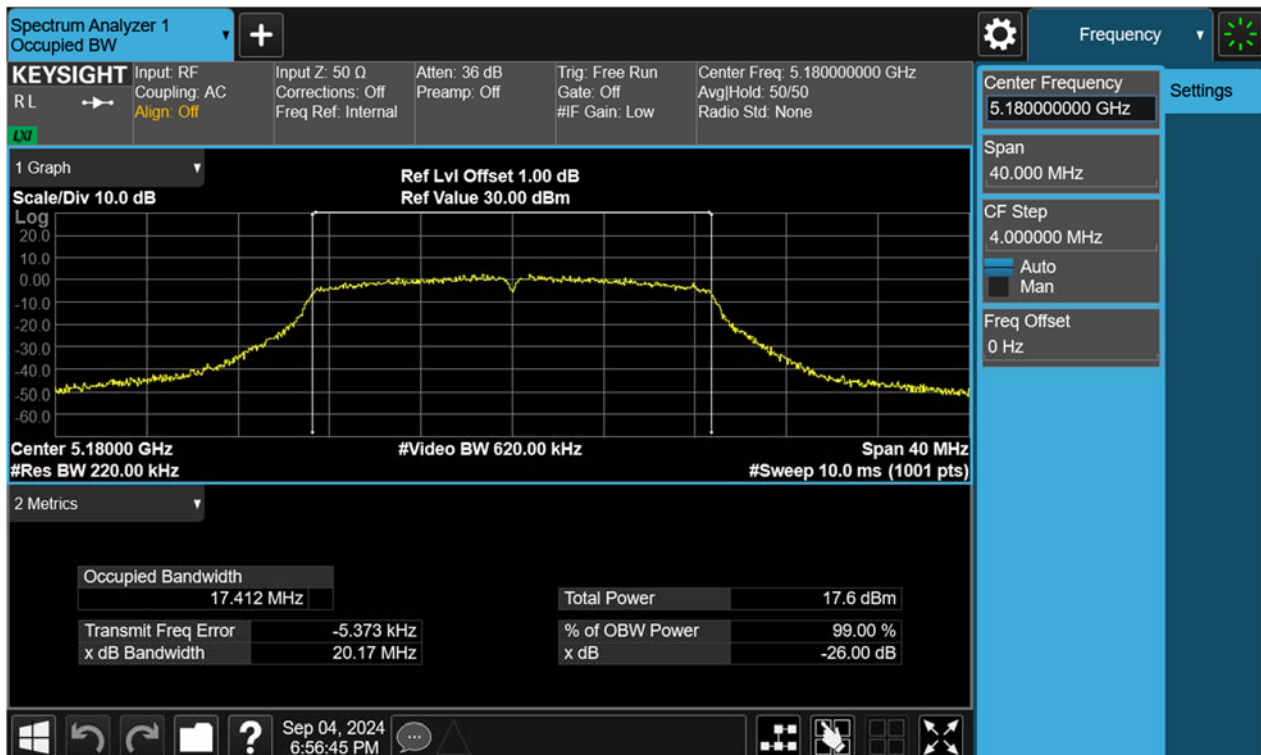 Spectrum Analyzer 1
Occupied BW
Frequency
KEYSIGHT
R L
LXI
Input: RF
Coupling: AC
Align: Off
Input Z: 50 Ω
Corrections: Off
Freq Ref: Internal
Atten: 36 dB
Preamp: Off
Trig: Free Run
Gate: Off
#IF Gain: Low
Center Freq: 5.180000000 GHz
Avg|Hold: 50/50
Radio Std: None
Center Frequency
5.180000000 GHz
Settings
Span
40.000 MHz
CF Step
4.000000 MHz
Auto
Man
Freq Offset
0 Hz
1 Graph
Scale/Div 10.0 dB
Ref Lvl Offset 1.00 dB
Ref Value 30.00 dBm
Log
20.0
10.0
0.00
-10.0
-20.0
-30.0
-40.0
-50.0
-60.0
Center 5.18000 GHz
#Video BW 620.00 kHz
Span 40 MHz
#Res BW 220.00 kHz
#Sweep 10.0 ms (1001 pts)
2 Metrics
Occupied Bandwidth
17.412 MHz
Total Power 17.6 dBm
Transmit Freq Error -5.373 kHz
% of OBW Power 99.00 %
x dB Bandwidth 20.17 MHz
x dB -26.00 dB
?
Sep 04, 2024
6:56:45 PM